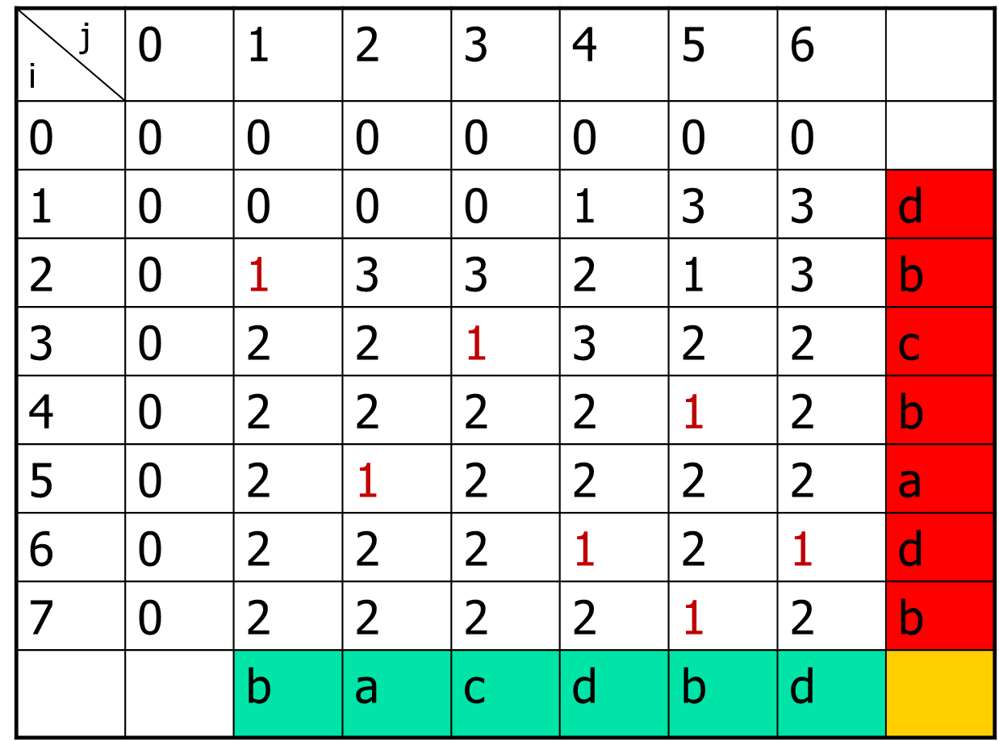 j 0 1 2 3 4 5 6
i
0 0 0 0 0 0 0 0
1 0 0 0 0 1 3 3 d
2 0 1 3 3 2 1 3 b
3 0 2 2 1 3 2 2 c
4 0 2 2 2 2 1 2 b
5 0 2 1 2 2 2 2 a
6 0 2 2 2 1 2 1 d
7 0 2 2 2 2 1 2 b
b a c d b d